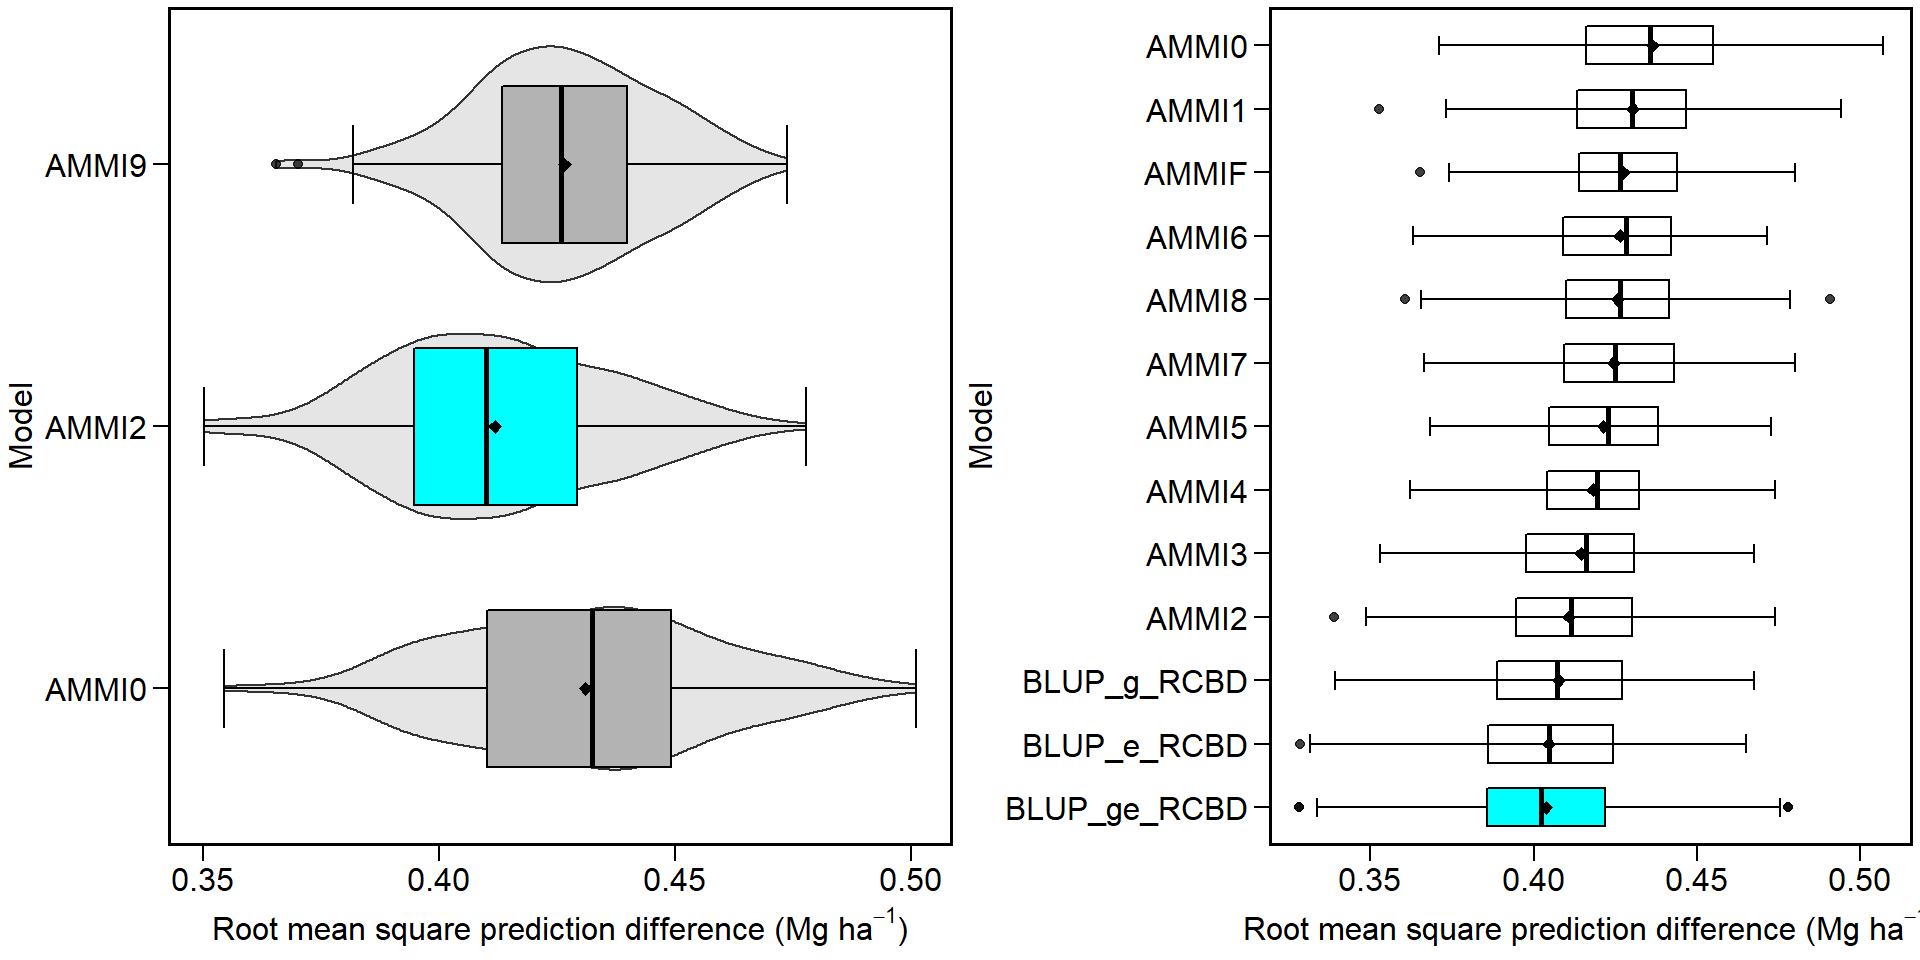 Model
AMMI9
AMMI2
AMMI0
0.35 0.40 0.45 0.50
Root mean square prediction difference (Mg ha⁻¹)
Model
AMMI0
AMMI1
AMMIF
AMMI6
AMMI8
AMMI7
AMMI5
AMMI4
AMMI3
AMMI2
BLUP_g_RCBD
BLUP_e_RCBD
BLUP_ge_RCBD
0.35 0.40 0.45 0.50
Root mean square prediction difference (Mg ha⁻¹